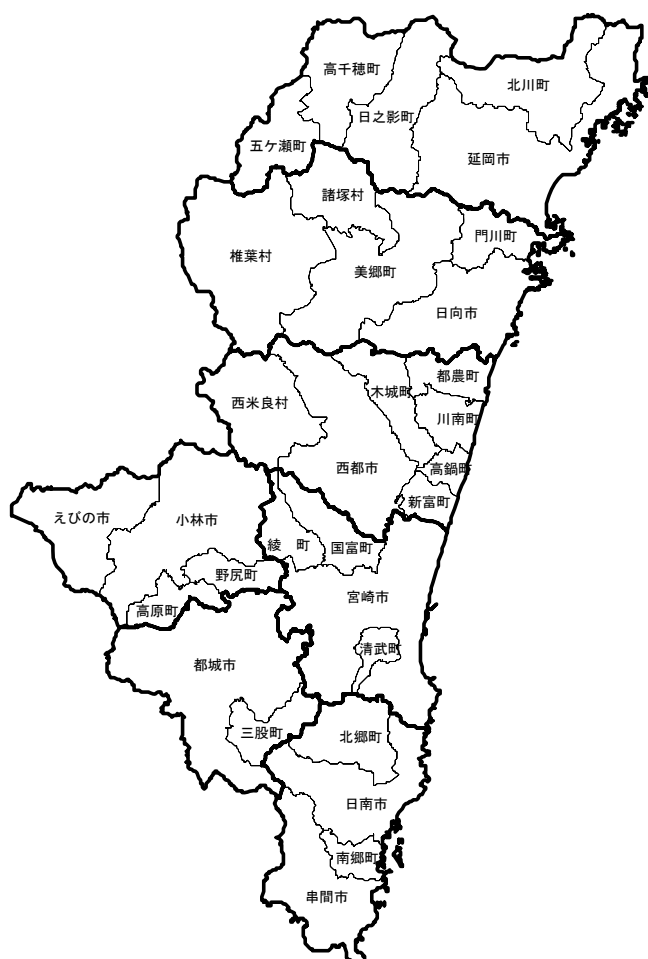 高千穂町
北川町
日之影町
五ケ瀬町
延岡市
諸塚村
門川町
椎葉村
美郷町
日向市
都農町
木城町
西米良村
川南町
西都市
高鍋町
新富町
えびの市
小林市
綾　町
国富町
野尻町
宮崎市
高原町
清武町
都城市
三股町
北郷町
日南市
南郷町
串間市